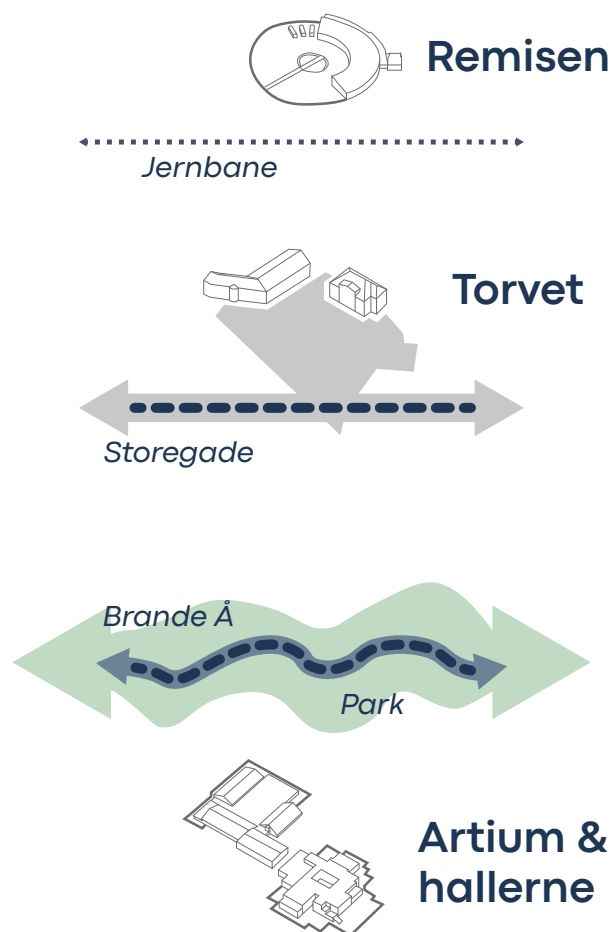 Remisen
Jernbane
Torvet
Storegade
Brande Å
Park
Artium &
hallerne